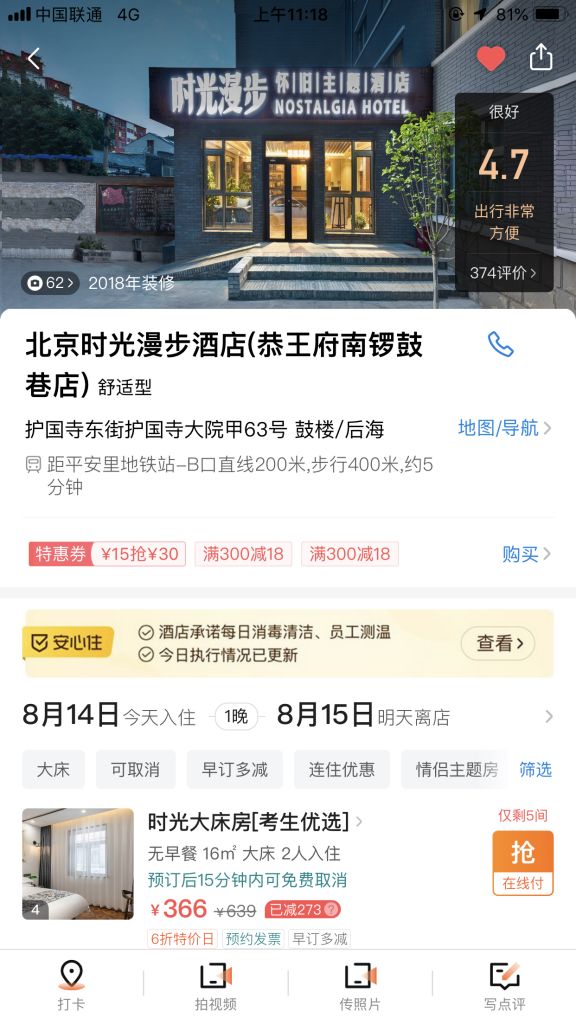 中国联通 4G 上午11:18 81%
时光漫步 怀旧主题酒店
NOSTALGIA HOTEL
很好
4.7
出行非常
方便
374评价
62 2018年装修
北京时光漫步酒店(恭王府南锣鼓
巷店) 舒适型
护国寺东街护国寺大院甲63号 鼓楼/后海 地图/导航
距平安里地铁站-B口直线200米,步行400米,约5
分钟
特惠券 ¥15抢¥30 满300减18 满300减18 购买
安心住 酒店承诺每日消毒清洁、员工测温
今日执行情况已更新 查看
8月14日今天入住 1晚 8月15日明天离店
大床 可取消 早订多减 连住优惠 情侣主题房 筛选
时光大床房[考生优选] 仅剩5间
无早餐 16㎡ 大床 2人入住 抢
预订后15分钟内可免费取消 在线付
4 ¥366 ¥639 已减273?
6折特价日 预约发票 早订多减
打卡 拍视频 传照片 写点评